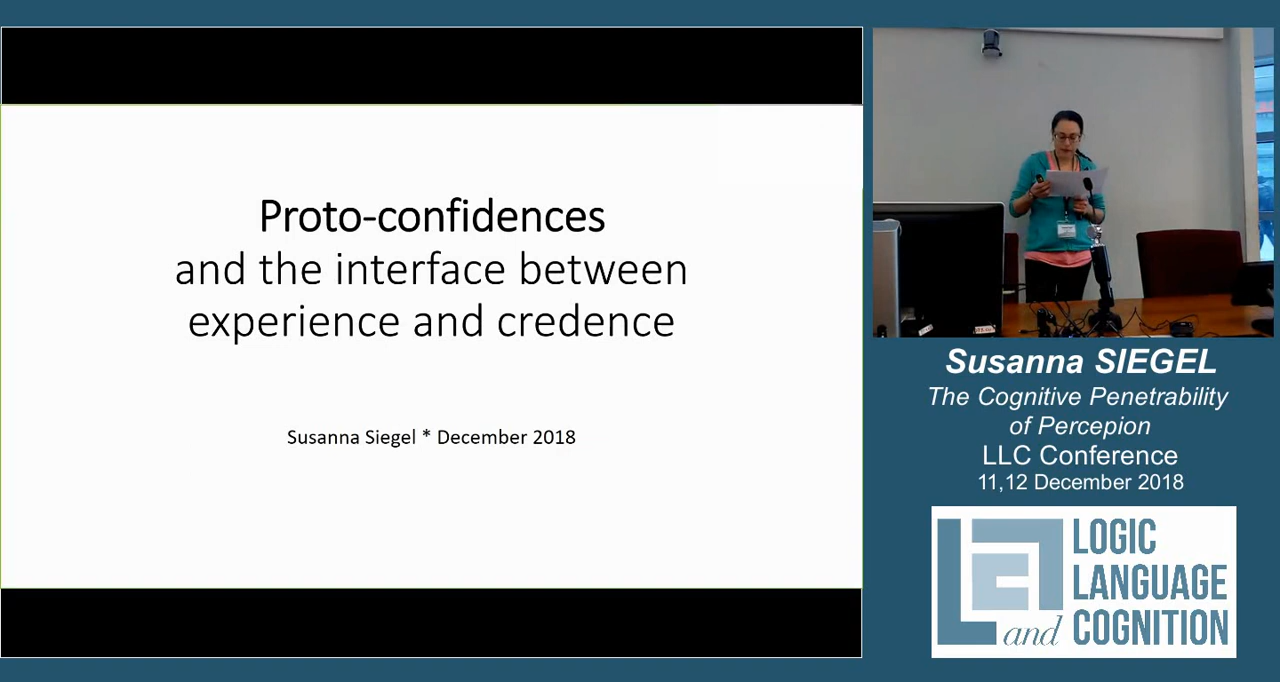 Proto-confidences
and the interface between
experience and credence
Susanna Siegel * December 2018
Susanna SIEGEL
The Cognitive Penetrability
of Percepion
LLC Conference
11,12 December 2018
LOGIC
LANGUAGE
and COGNITION